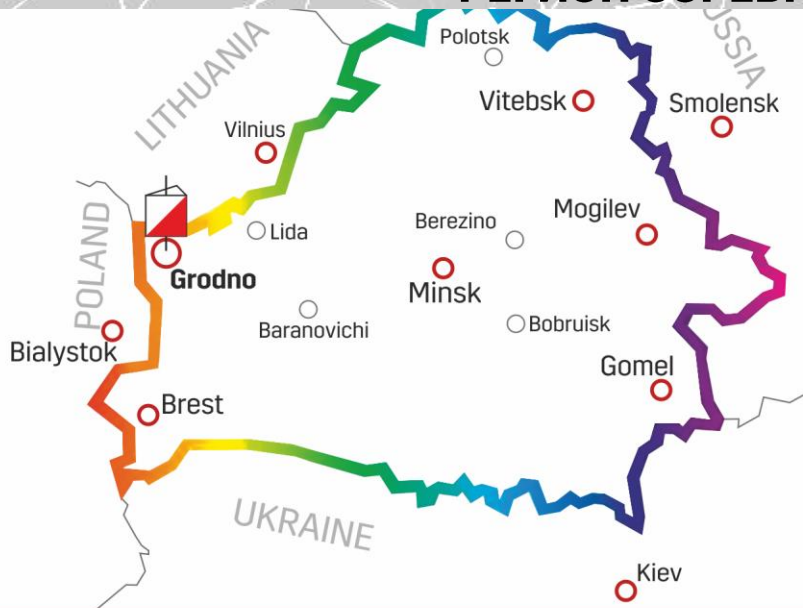 LITHUANIA
RUSSIA
Polotsk
Vitebsk
Smolensk
Vilnius
Lida
Berezino
Mogilev
POLAND
Grodno
Minsk
Baranovichi
Bobruisk
Bialystok
Gomel
Brest
UKRAINE
Kiev